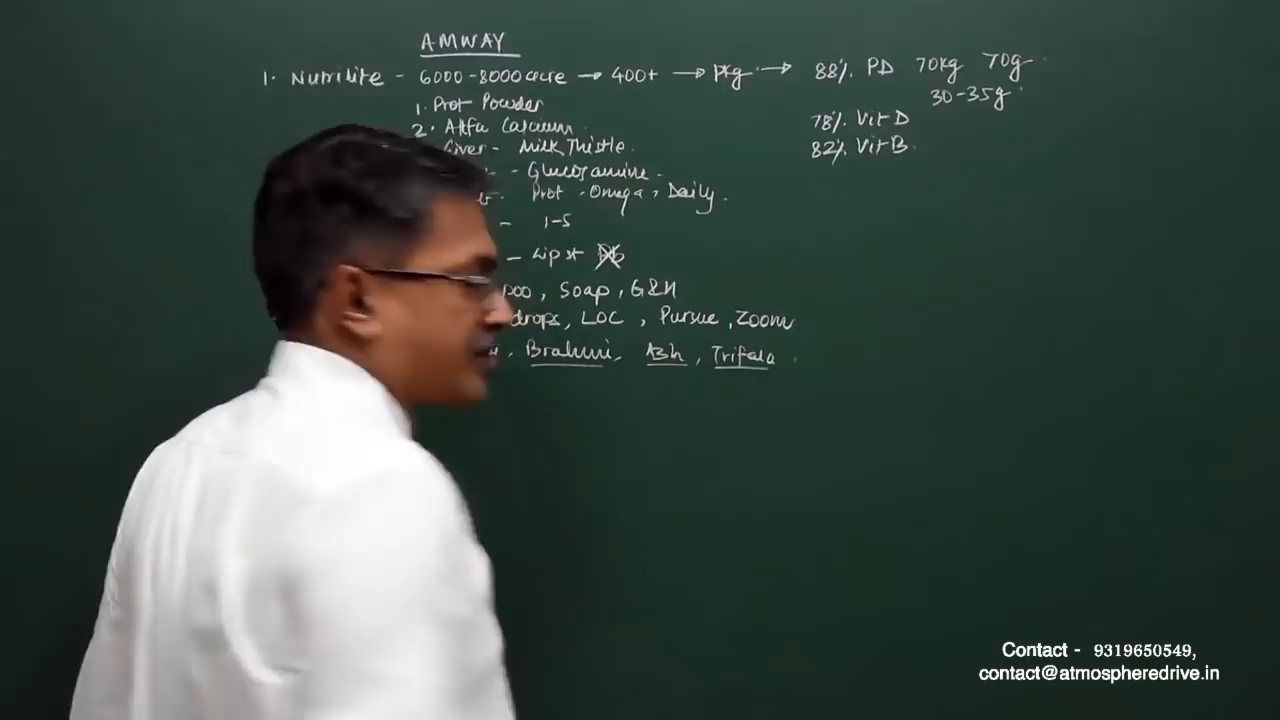 AMWAY
1. Nutrilite - 6000-8000 acre → 400+ → pkg → 88% PD 70kg 70g
30-35g
1. Prot Powder
78% Vit D
2. Alfa Calcium
82% Vit B
Liver - Milk Thistle
- Glucosamine
Prot, Omega, Daily
- 1-5
- Lipst
poo, Soap, G&H
drops, LOC, Pursue, Zoom
, Brahmi, Ash, Trifala
Contact - 9319650549,
contact@atmospheredrive.in